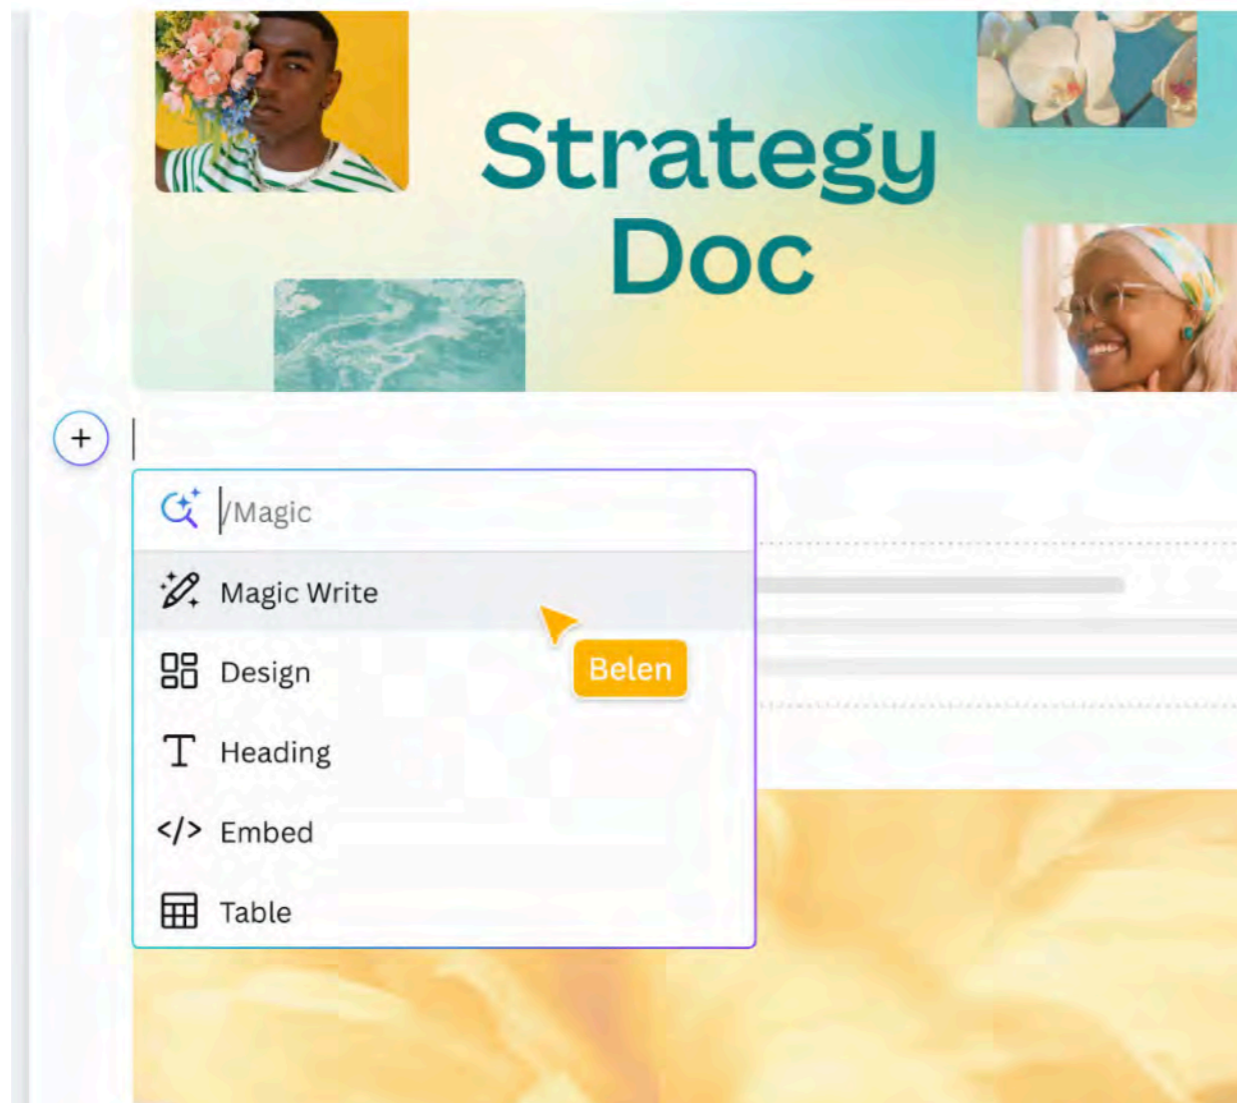 Strategy
Doc
/Magic
Magic Write
Belen
Design
Heading
Embed
Table